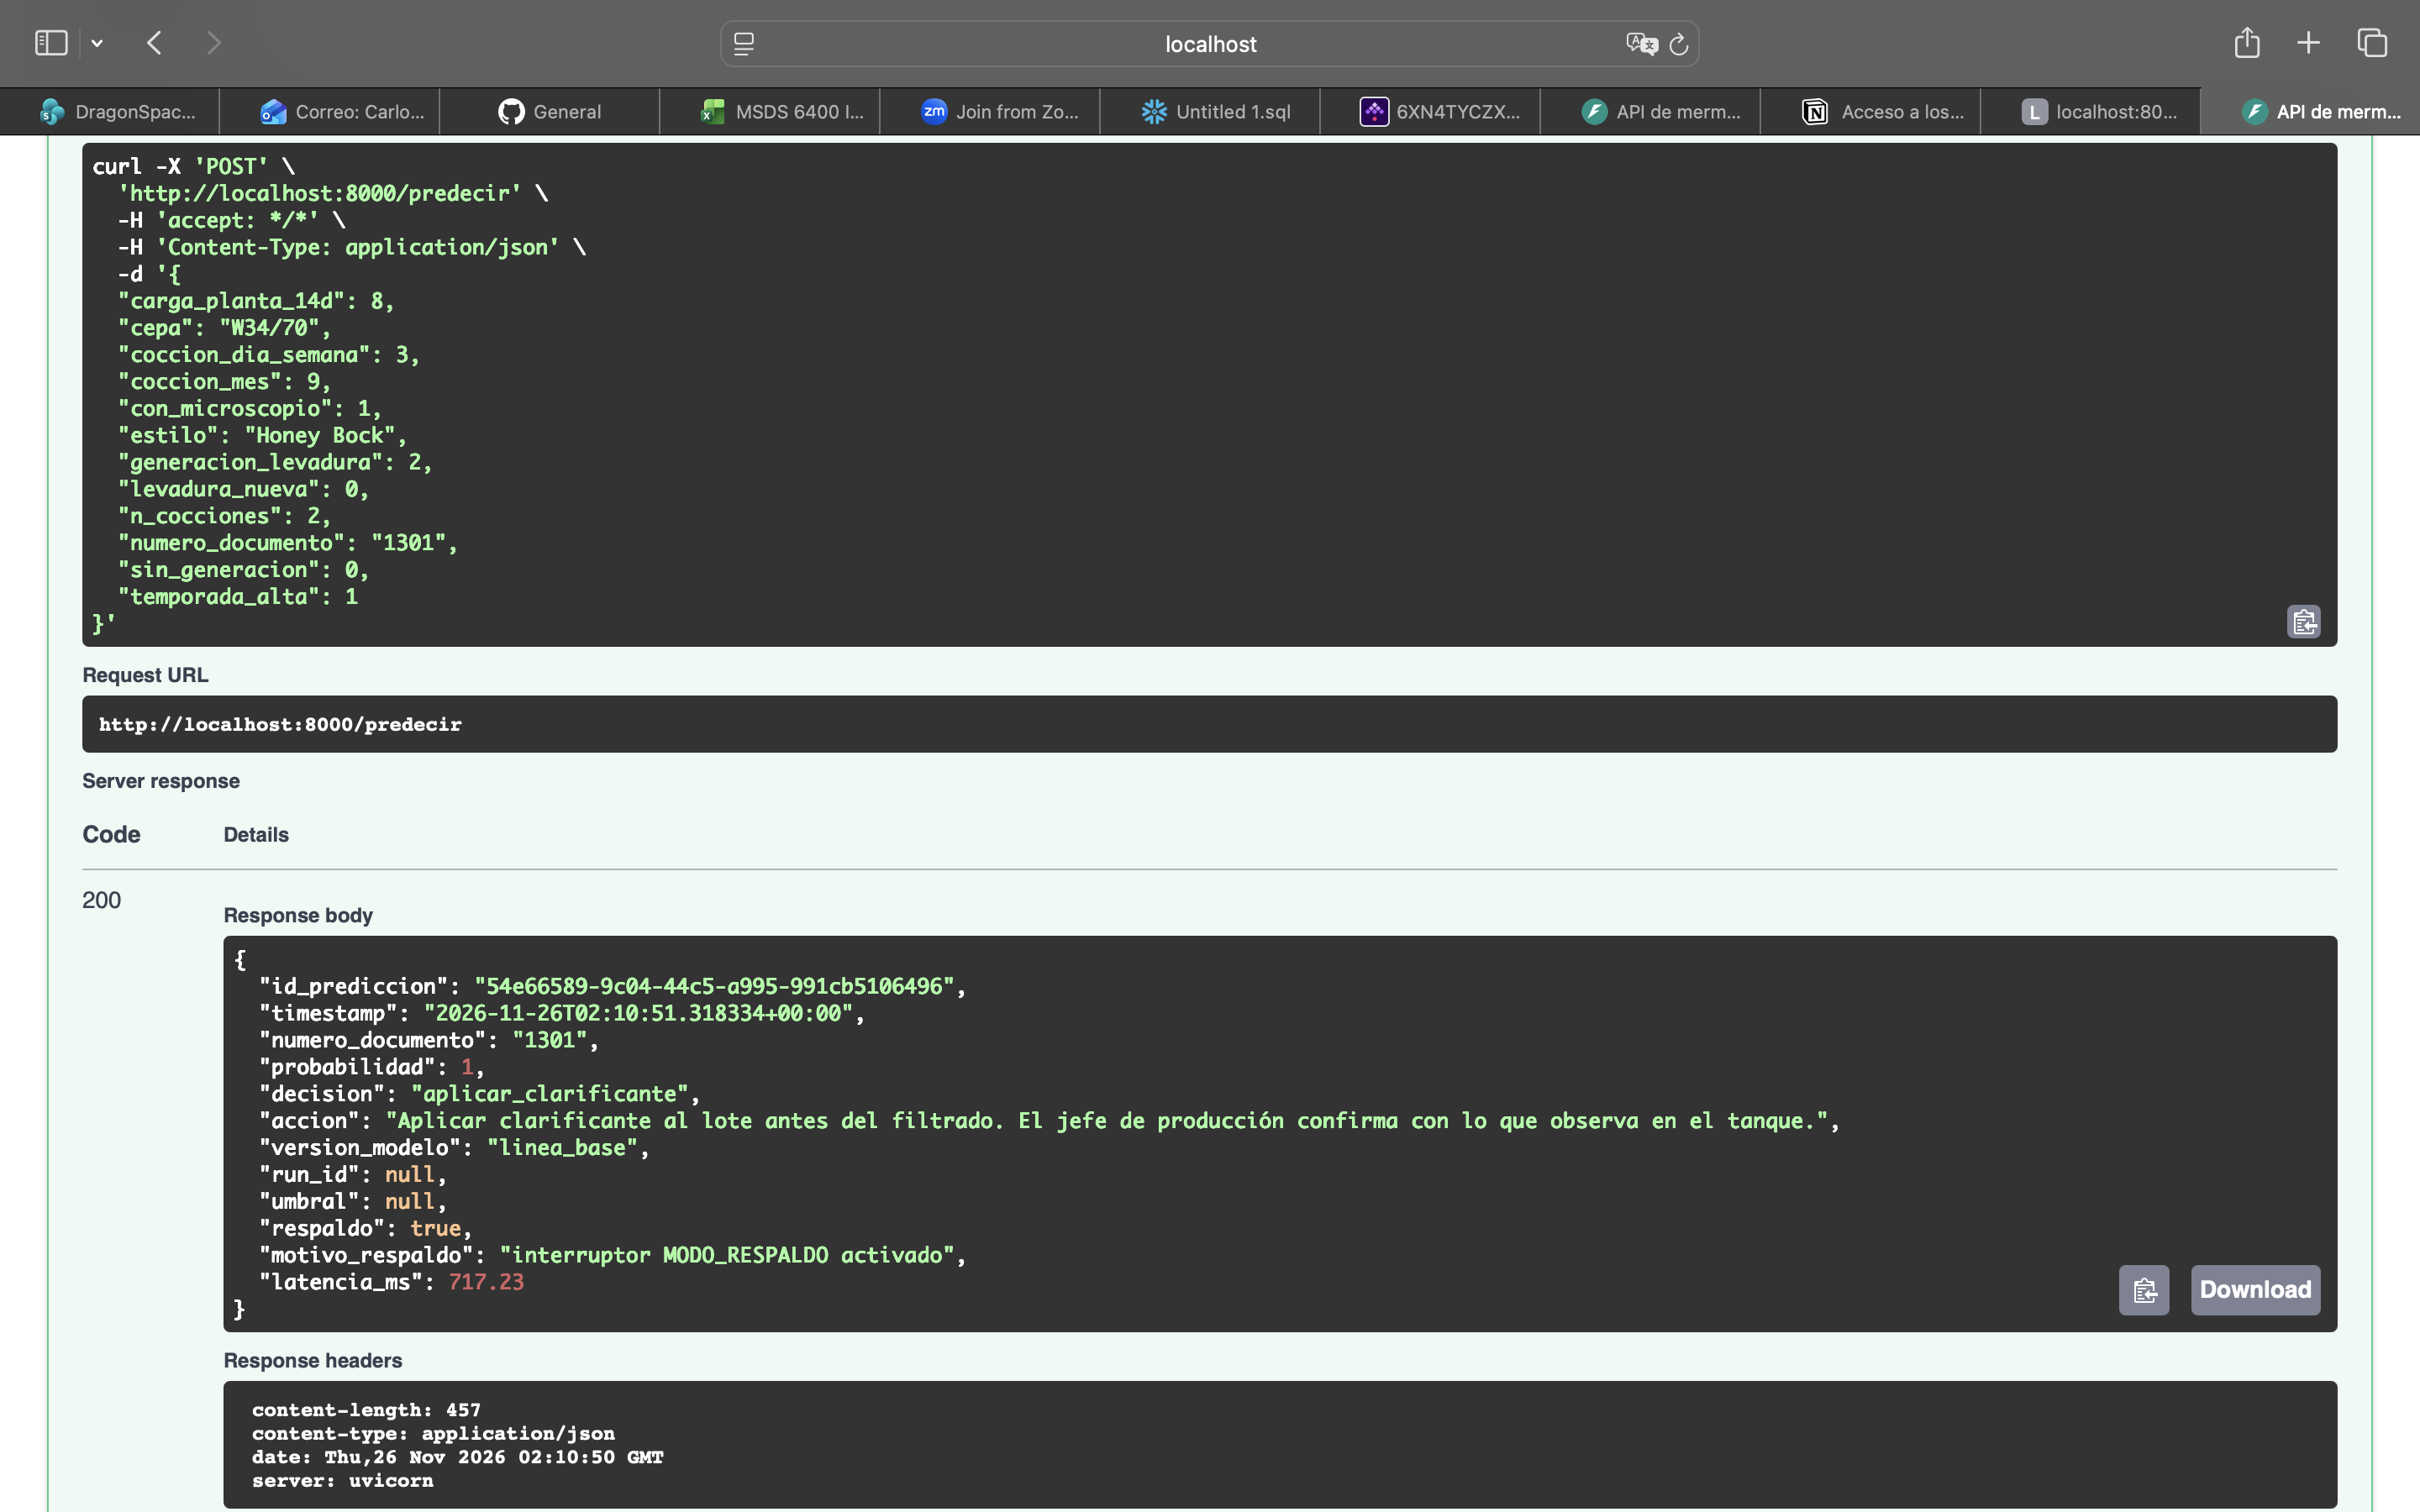 localhost
DragonSpac...
Correo: Carlo...
General
MSDS 6400 I...
Join from Zo...
Untitled 1.sql
6XN4TYCZX...
API de merm...
Acceso a los...
localhost:80...
API de merm...
curl -X 'POST' \
'http://localhost:8000/predecir' \
-H 'accept: */*' \
-H 'Content-Type: application/json' \
-d '{
"carga_planta_14d": 8,
"cepa": "W34/70",
"coccion_dia_semana": 3,
"coccion_mes": 9,
"con_microscopio": 1,
"estilo": "Honey Bock",
"generacion_levadura": 2,
"levadura_nueva": 0,
"n_cocciones": 2,
"numero_documento": "1301",
"sin_generacion": 0,
"temporada_alta": 1
}'
Request URL
http://localhost:8000/predecir
Server response
Code Details
200
Response body
{
"id_prediccion": "54e66589-9c04-44c5-a995-991cb5106496",
"timestamp": "2026-11-26T02:10:51.318334+00:00",
"numero_documento": "1301",
"probabilidad": 1,
"decision": "aplicar_clarificante",
"accion": "Aplicar clarificante al lote antes del filtrado. El jefe de producción confirma con lo que observa en el tanque.",
"version_modelo": "linea_base",
"run_id": null,
"umbral": null,
"respaldo": true,
"motivo_respaldo": "interruptor MODO_RESPALDO activado",
"latencia_ms": 717.23
}
Download
Response headers
content-length: 457
content-type: application/json
date: Thu,26 Nov 2026 02:10:50 GMT
server: uvicorn